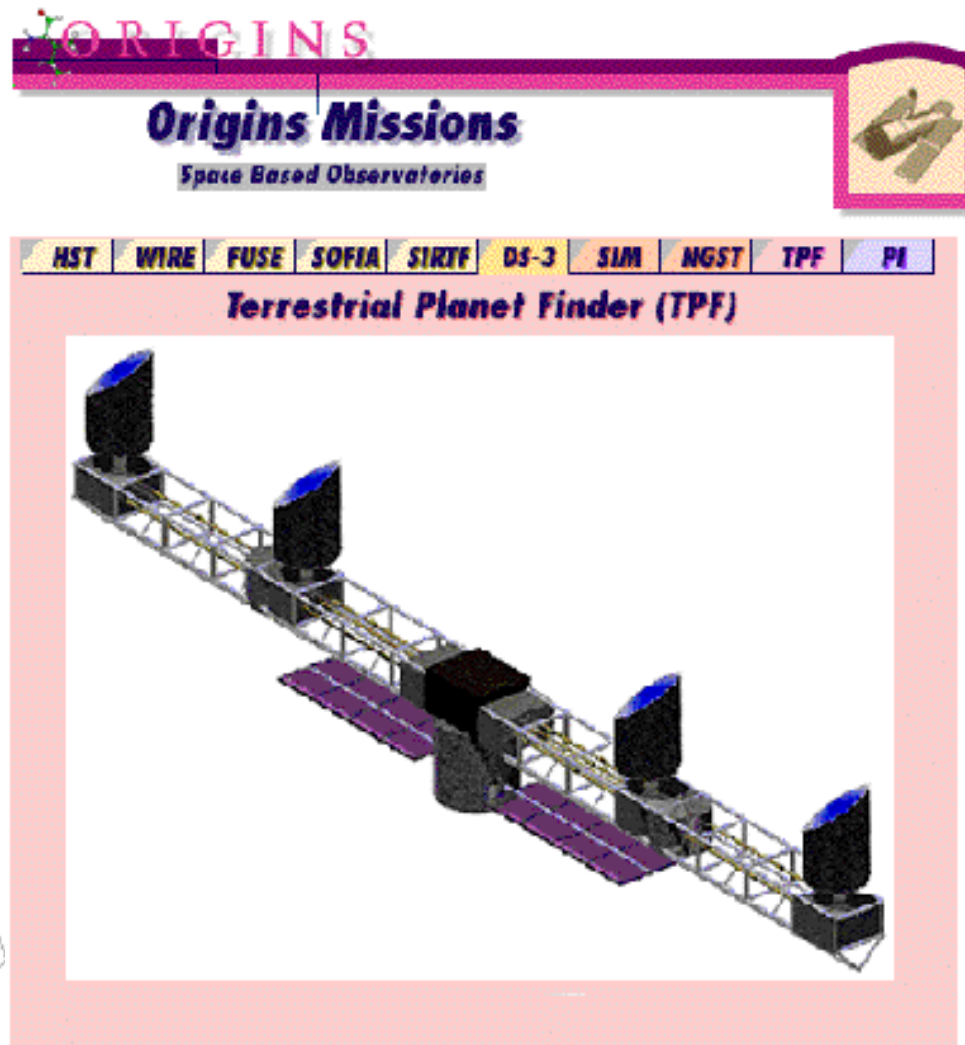 ORIGINS
Origins Missions
Space Based Observatories
HST WIRE FUSE SOFIA SIRTF DS-3 SIM NGST TPF PI
Terrestrial Planet Finder (TPF)